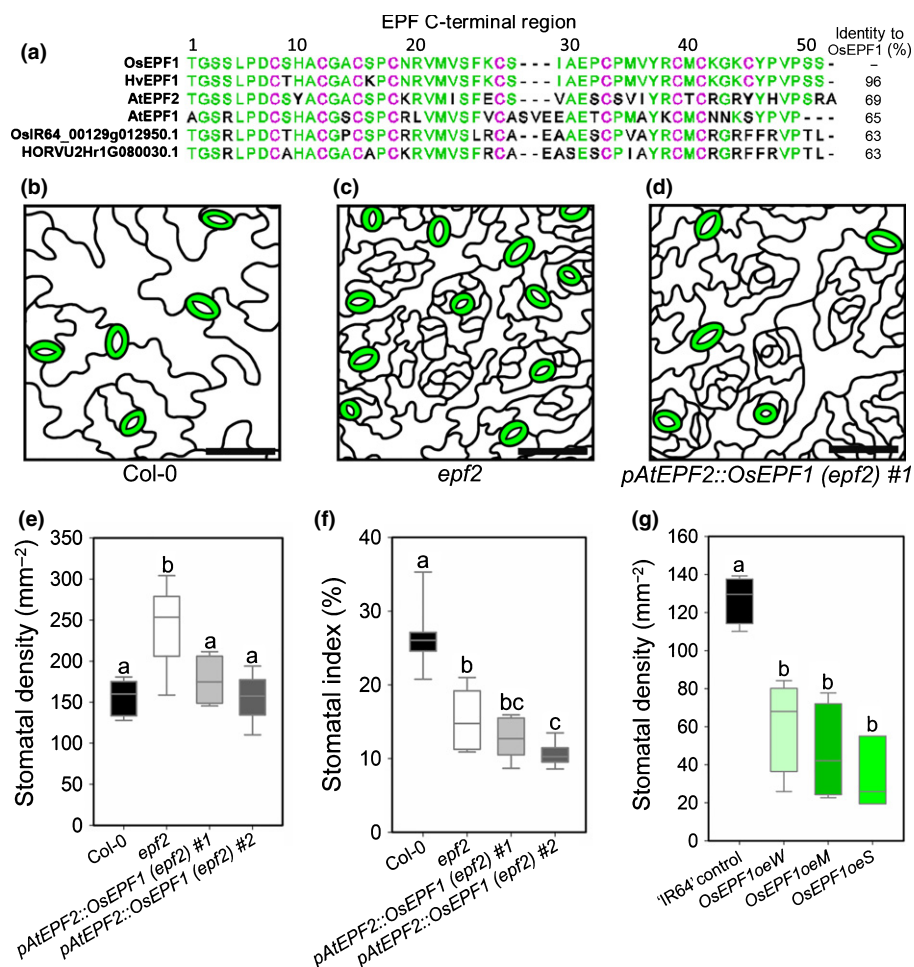 EPF C-terminal region
(a) 1 10 20 30 40 50 Identity to OsEPF1 (%)
OsEPF1 TGSSLPDCSHACGACSPCNRVMVSFKCS---IAEPCPMVYRCMCKGKCYPVPSS- –
HvEPF1 TGSSLPDCTHACGACKPCNRVMVSFKCS---IAEPCPMVYRCMCKGKCYPVPSS- 96
AtEPF2 TGSSLPDCSYACGACSPCKRVMISFECS---VAESCSVIYRCTCRGRYYHVPSRA 69
AtEPF1 AGSRLPDCSHACGSCSPCRLVMVSFVCASVEEAETCPMAYKCMCNNKSYPVP--- 65
OsIR64_00129g012950.1 TGSRLPDCTHACGPCSPCRRVMVSLRCA--EASESCPVAYRCMCRGRFFRVPTL- 63
HORVU2Hr1G080030.1 TGSRLPDCAHACGACAPCKRVMVSFRCA--EASESCPIAYRCMCRGRFFRVPTL- 63
(b) (c) (d)
Col-0 epf2 pAtEPF2::OsEPF1 (epf2) #1
(e)
Stomatal density (mm⁻²)
350
300
250
200
150
100
50
0
a b a a
Col-0
epf2
pAtEPF2::OsEPF1 (epf2) #1
pAtEPF2::OsEPF1 (epf2) #2
(f)
Stomatal index (%)
40
30
20
10
0
a b bc c
Col-0
epf2
pAtEPF2::OsEPF1 (epf2) #1
pAtEPF2::OsEPF1 (epf2) #2
(g)
Stomatal density (mm⁻²)
160
140
120
100
80
60
40
20
0
a b b b
'IR64' control
OsEPF1oeW
OsEPF1oeM
OsEPF1oeS